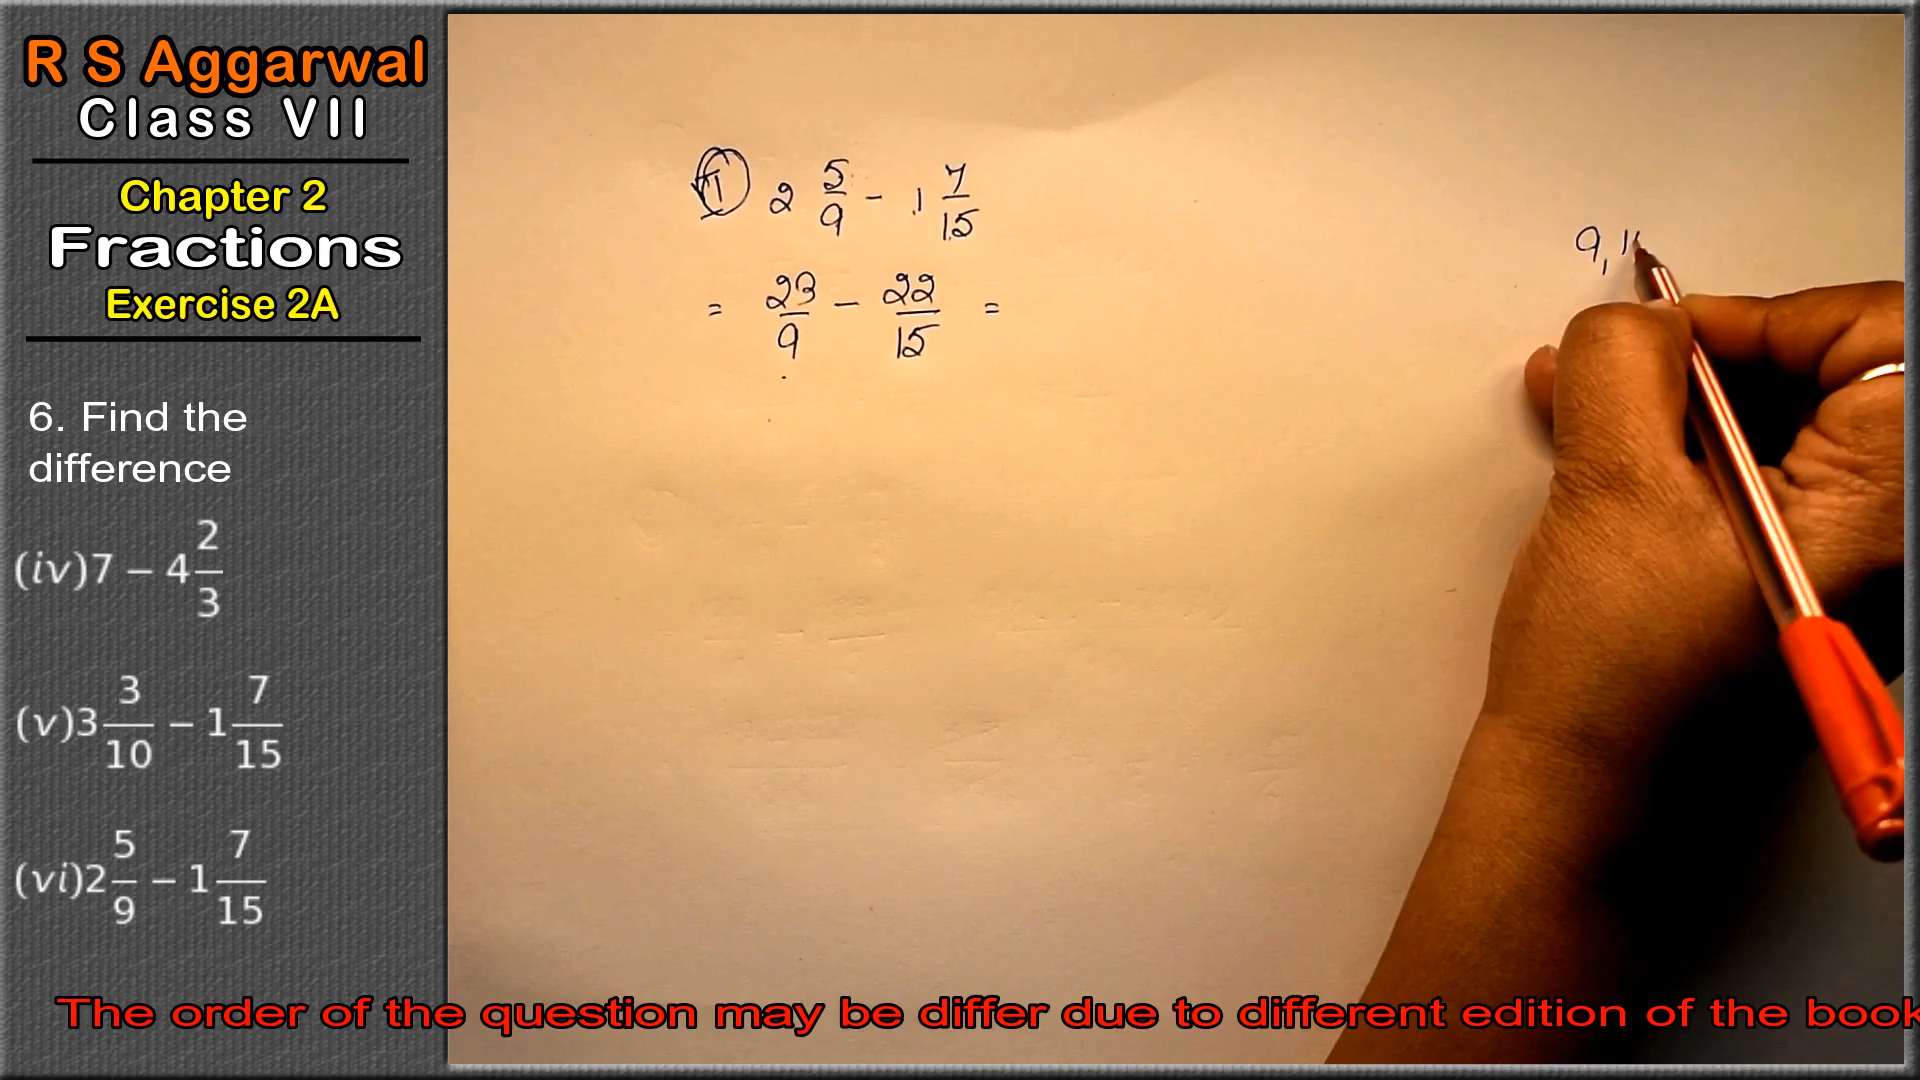 R S Aggarwal
Class VII
Chapter 2
Fractions
Exercise 2A
6. Find the
difference
(iv) 7 – 4 2/3
(v) 3 3/10 – 1 7/15
(vi) 2 5/9 – 1 7/15
2 5/9 – 1 7/15
= 23/9 – 22/15 =
9, 1
The order of the question may be differ due to different edition of the book